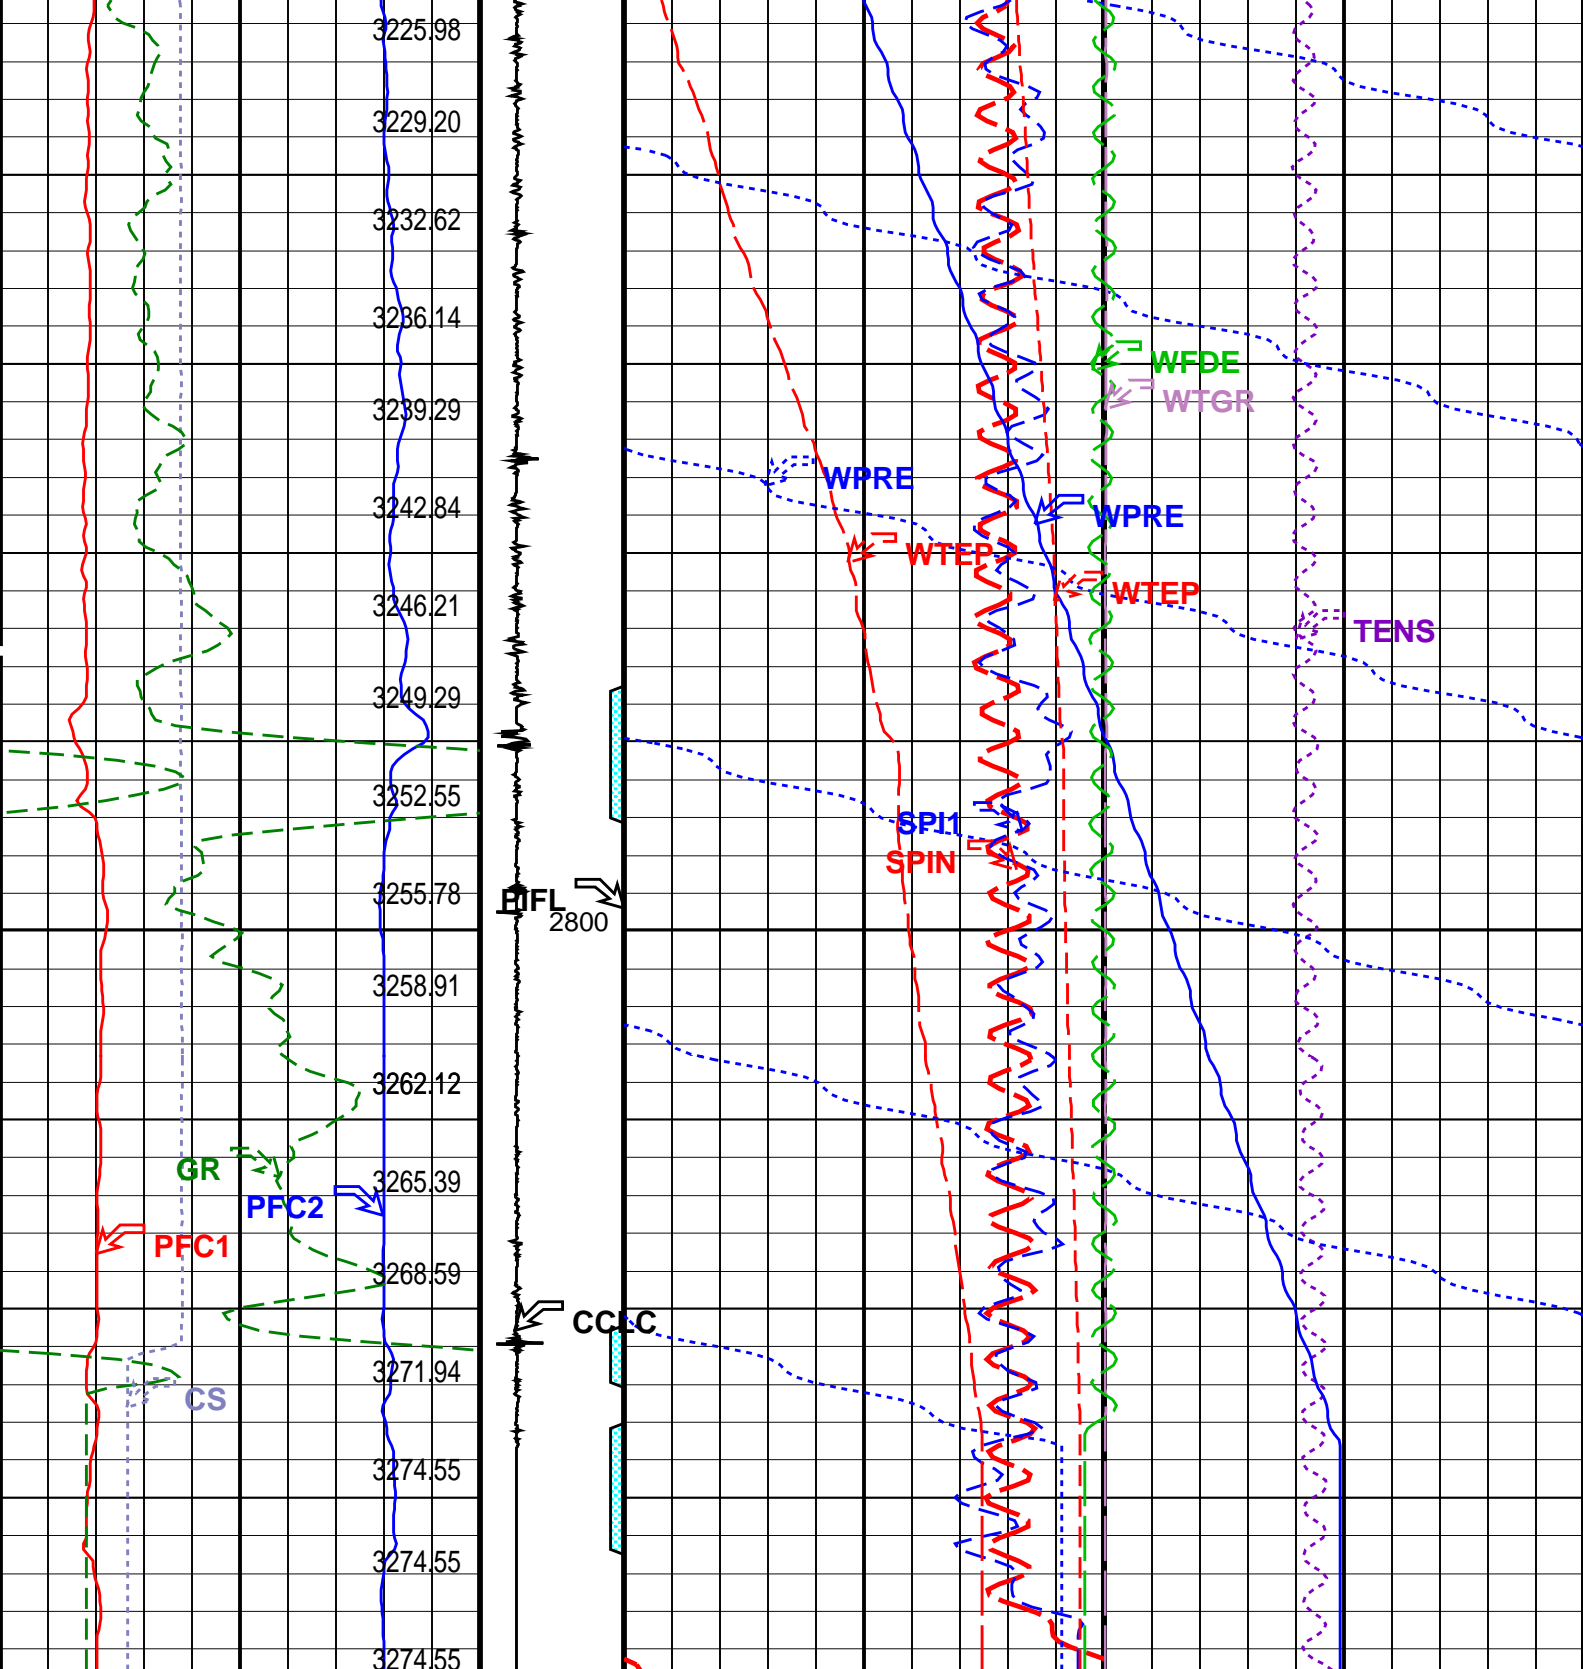 3225.98
3229.20
3232.62
3236.14
WFDE
WTGR
3239.29
WPRE
3242.84
WPRE
WTEP
WTEP
3246.21
TENS
3249.29
3252.55
SPI1
SPIN
3255.78
PIFL
2800
3258.91
3262.12
GR
3265.39
PFC2
PFC1
3268.59
CCLC
3271.94
CS
3274.55
3274.55
3274.55